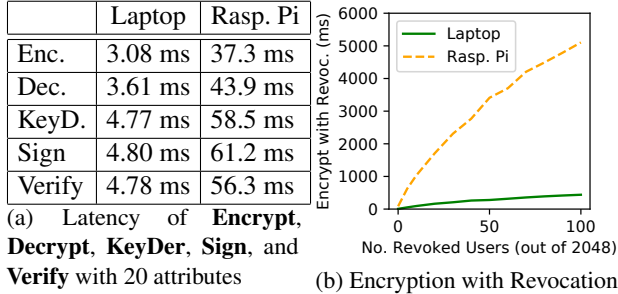 Laptop Rasp. Pi
Enc. 3.08 ms 37.3 ms
Dec. 3.61 ms 43.9 ms
KeyD. 4.77 ms 58.5 ms
Sign 4.80 ms 61.2 ms
Verify 4.78 ms 56.3 ms
(a) Latency of Encrypt,
Decrypt, KeyDer, Sign, and
Verify with 20 attributes
Encrypt with Revoc. (ms)
6000
5000
4000
3000
2000
1000
0
Laptop
Rasp. Pi
0 50 100
No. Revoked Users (out of 2048)
(b) Encryption with Revocation